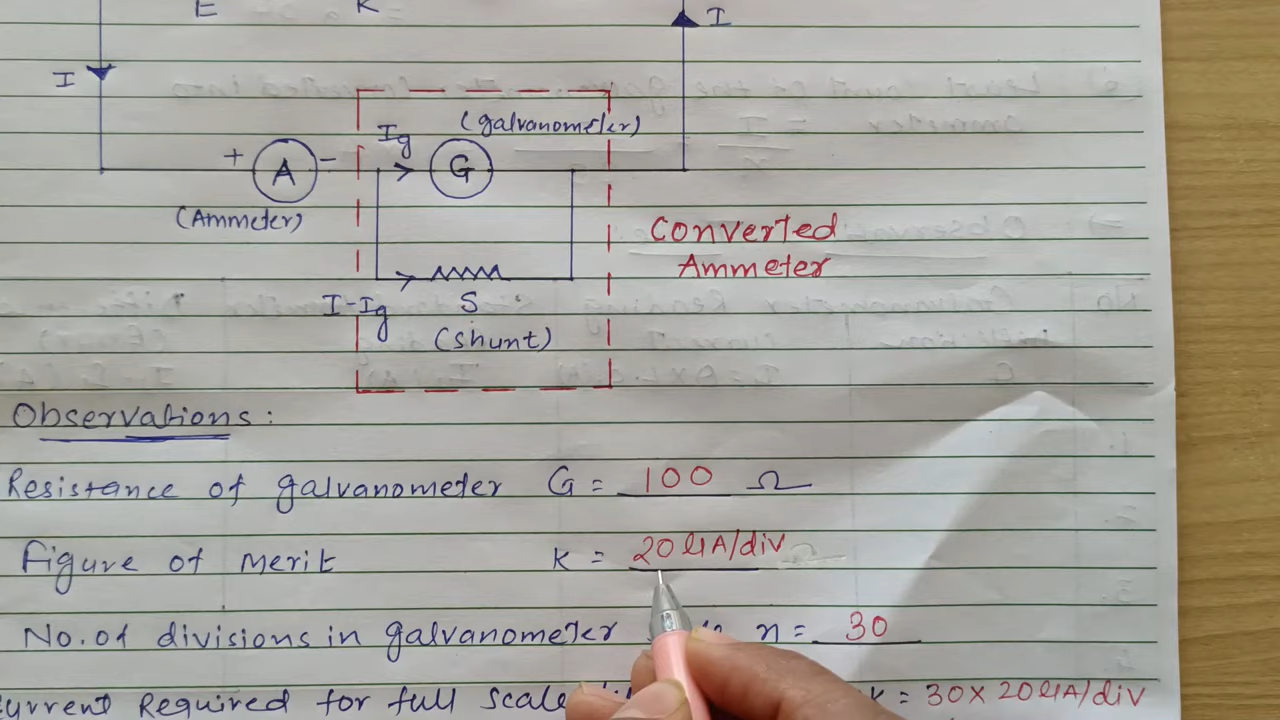 E K
I
I
(galvanometer)
Ig
+ A - G
(Ammeter)
Converted
Ammeter
I-Ig S
(Shunt)
Observations:
Resistance of galvanometer G = 100 Ω
Figure of merit K = 20 μA/div
No. of divisions in galvanometer n = 30
Current Required for full scale K = 30 x 20 μA/div